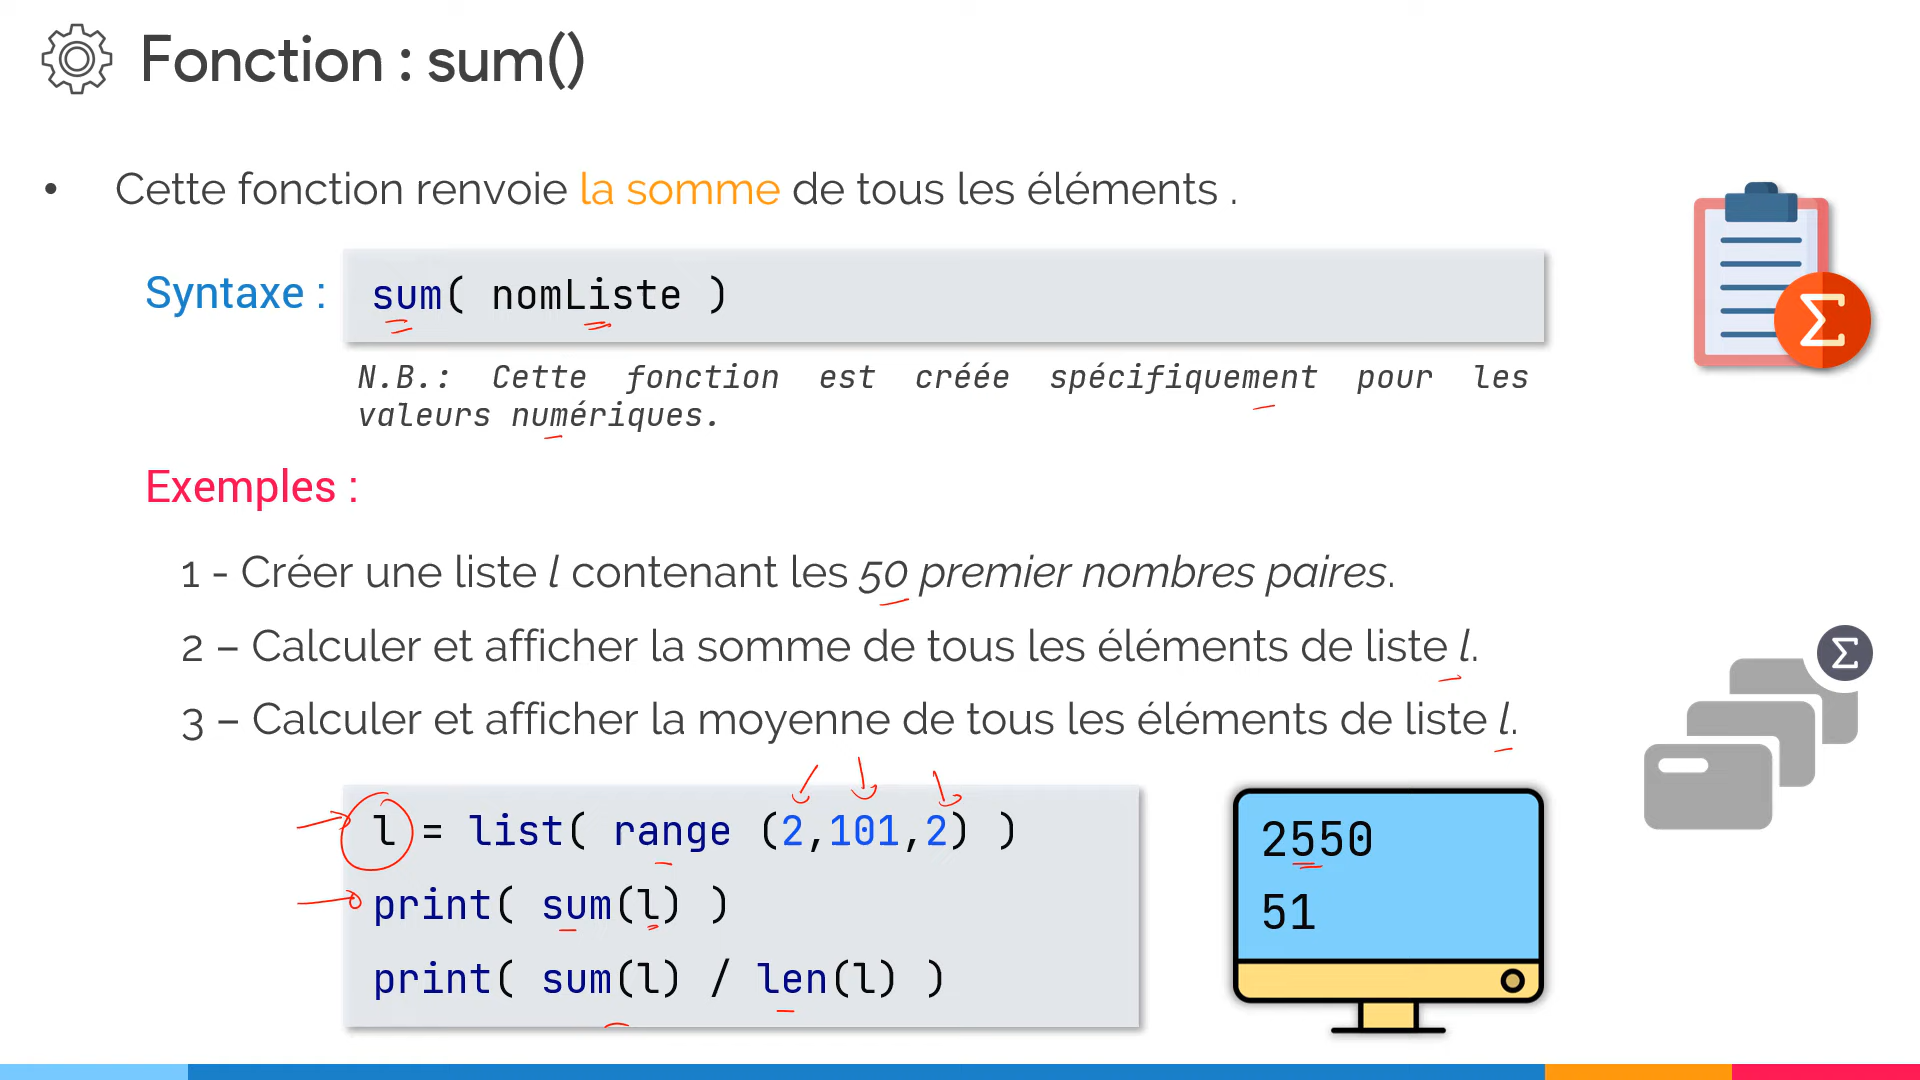 Fonction : sum()
• Cette fonction renvoie la somme de tous les éléments .
Syntaxe : sum( nomListe )
N.B.: Cette fonction est créée spécifiquement pour les
valeurs numériques.
Exemples :
1 - Créer une liste l contenant les 50 premier nombres paires.
2 – Calculer et afficher la somme de tous les éléments de liste l.
3 – Calculer et afficher la moyenne de tous les éléments de liste l.
l = list( range (2,101,2) )
print( sum(l) )
print( sum(l) / len(l) )
2550
51
Σ
Σ